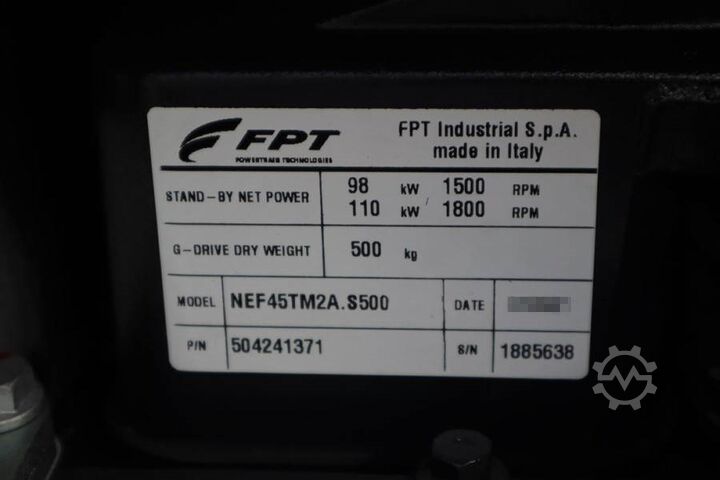 FPT
POWERTRAIN TECHNOLOGIES
FPT Industrial S.p.A.
made in Italy
STAND-BY NET POWER 98 kW 1500 RPM
110 kW 1800 RPM
G-DRIVE DRY WEIGHT 500 kg
MODEL NEF45TM2A.S500 DATE
P/N 504241371 S/N 1885638